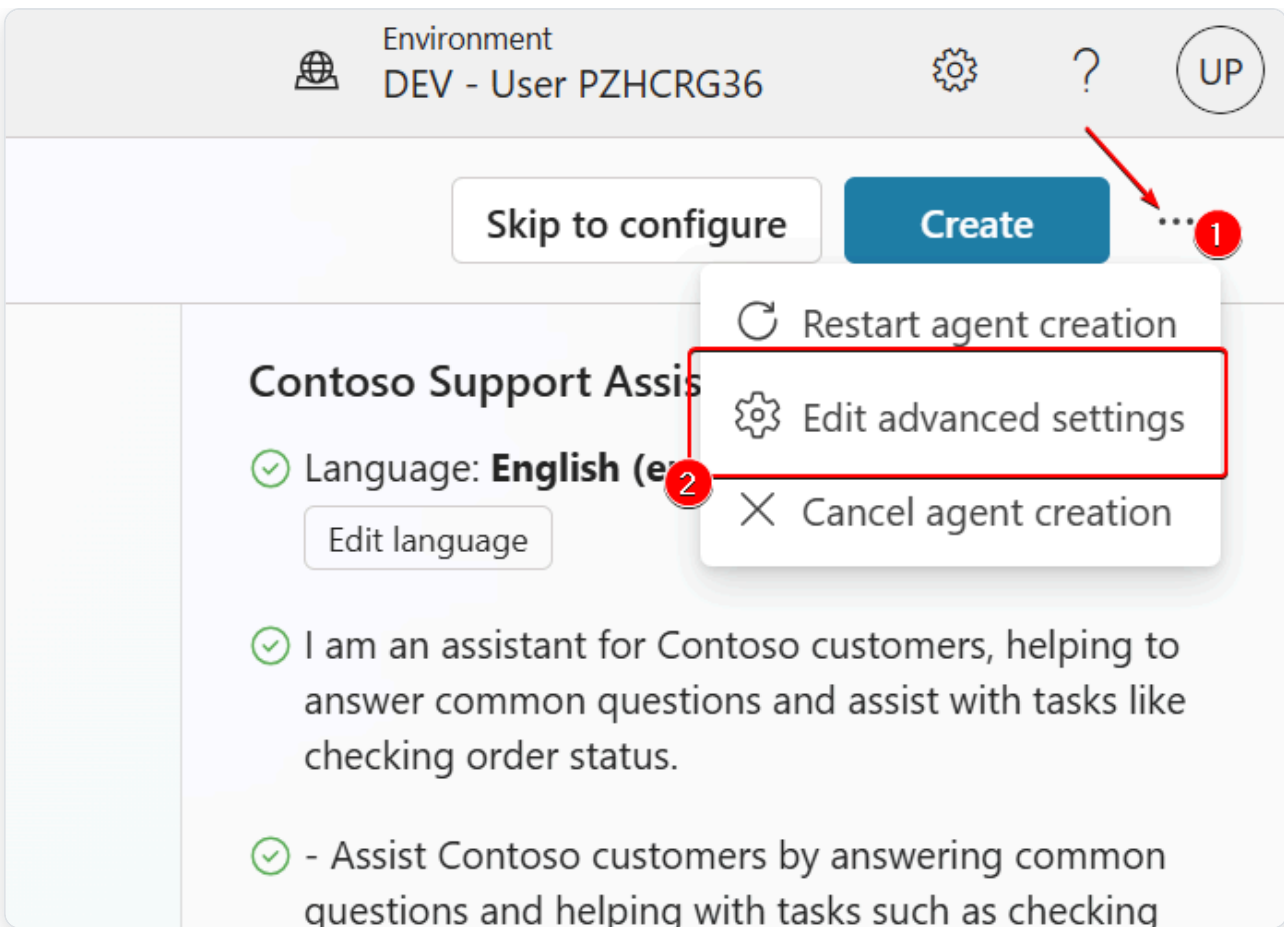 Environment
DEV - User PZHCRG36
?
UP
Skip to configure
Create
...
1
Restart agent creation
Contoso Support Assis
Edit advanced settings
Language: English (e
2
Cancel agent creation
Edit language
I am an assistant for Contoso customers, helping to
answer common questions and assist with tasks like
checking order status.
- Assist Contoso customers by answering common
questions and helping with tasks such as checking